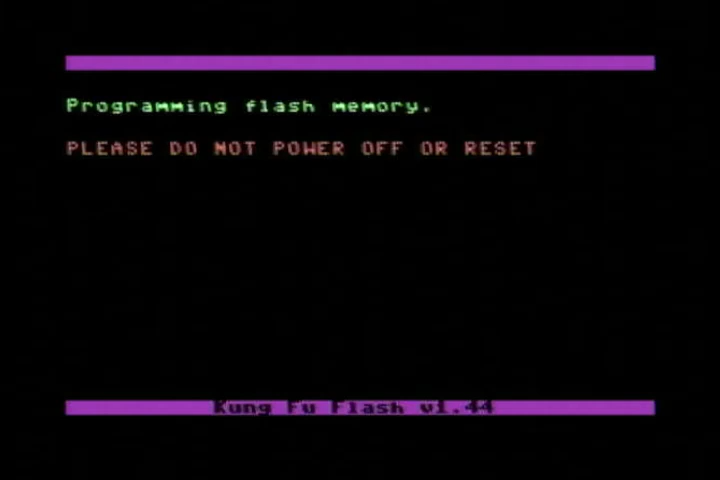 Programming flash memory.
PLEASE DO NOT POWER OFF OR RESET
Kung Fu Flash v1.44